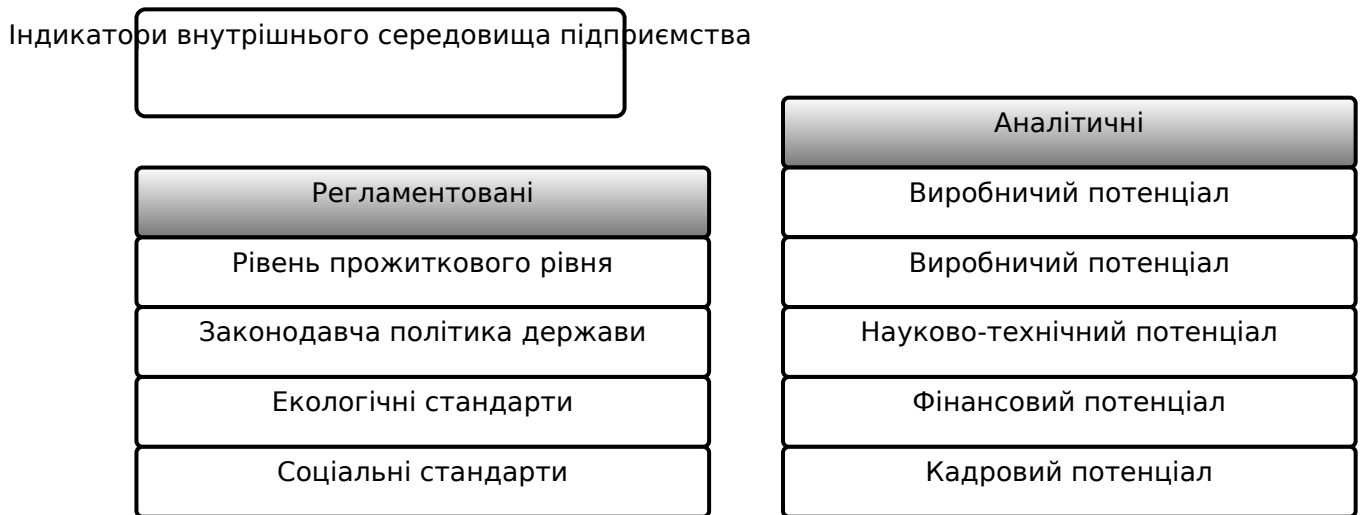 Індикатори внутрішнього середовища підприємства
Регламентовані
Рівень прожиткового рівня
Законодавча політика держави
Екологічні стандарти
Соціальні стандарти
Аналітичні
Виробничий потенціал
Виробничий потенціал
Науково-технічний потенціал
Фінансовий потенціал
Кадровий потенціал